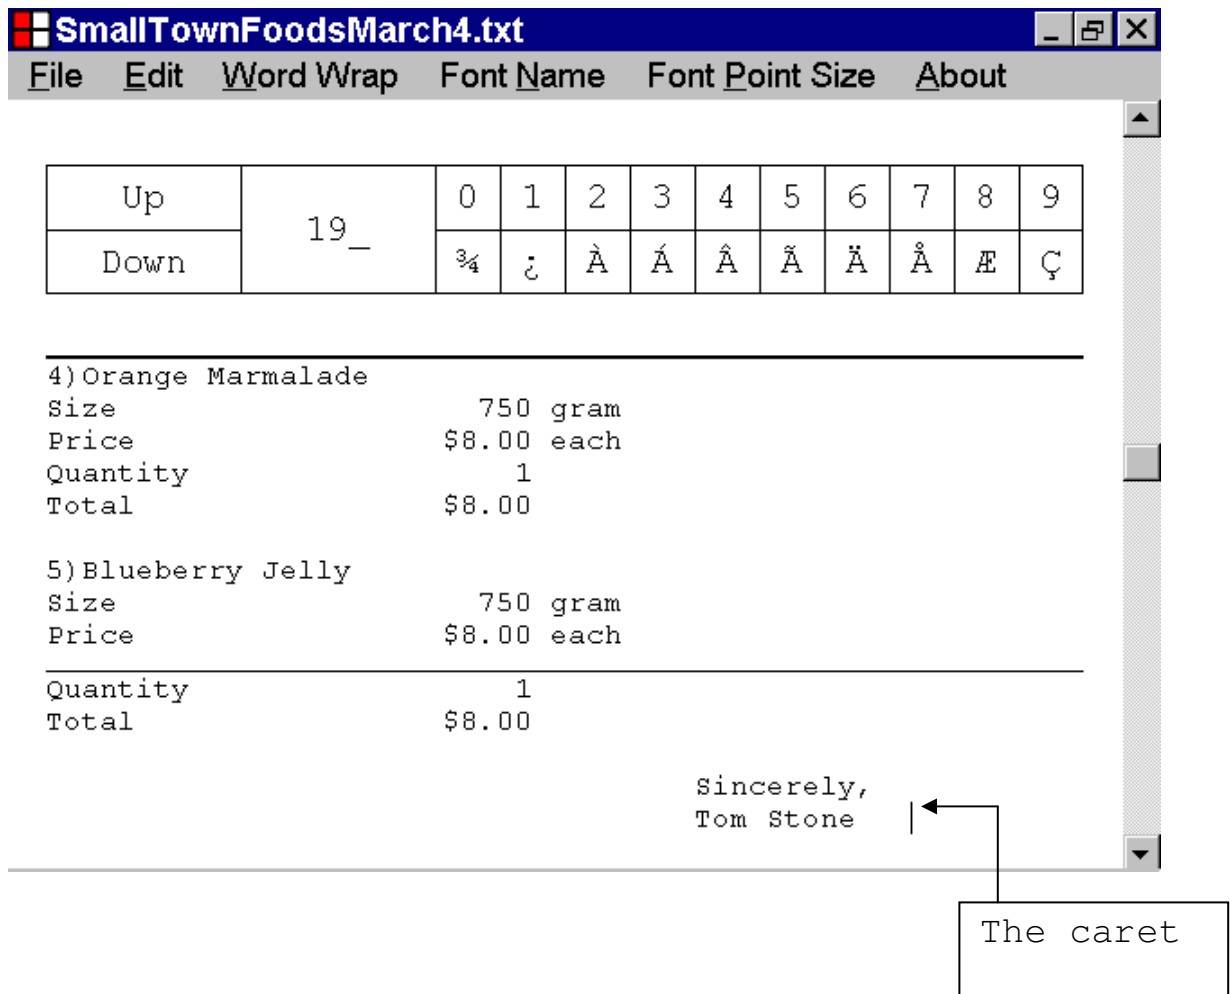 SmallTownFoodsMarch4.txt
File Edit Word Wrap Font Name Font Point Size About
Up 19_ 0 1 2 3 4 5 6 7 8 9
Down ¾ ¿ À Á Â Ã Ä Å Æ Ç
4)Orange Marmalade
Size 750 gram
Price $8.00 each
Quantity 1
Total $8.00
5)Blueberry Jelly
Size 750 gram
Price $8.00 each
Quantity 1
Total $8.00
Sincerely,
Tom Stone
The caret